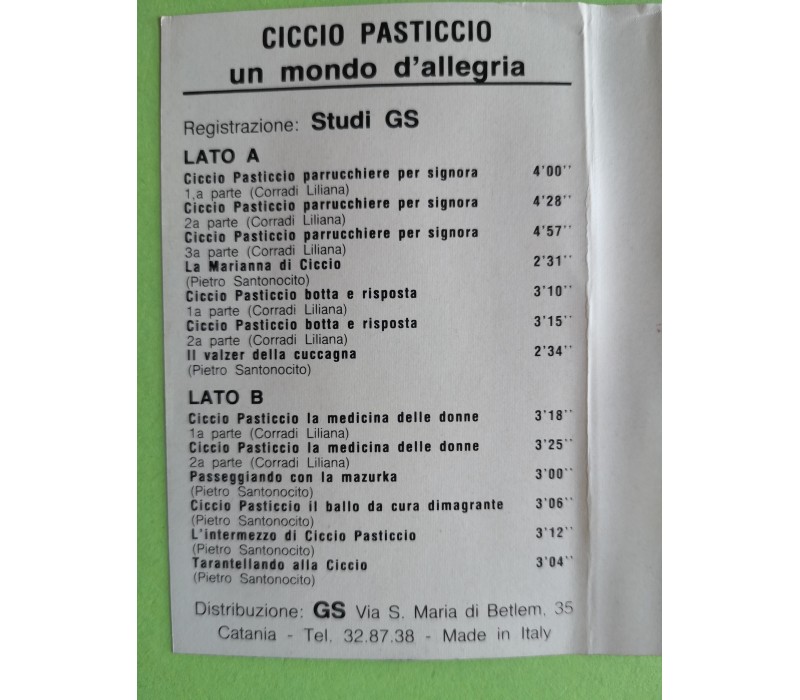 CICCIO PASTICCIO
un mondo d'allegria
Registrazione: Studi GS
LATO A
Ciccio Pasticcio parrucchiere per signora 4'00''
1,a parte (Corradi Liliana)
Ciccio Pasticcio parrucchiere per signora 4'28''
2a parte (Corradi Liliana)
Ciccio Pasticcio parrucchiere per signora 4'57''
3a parte (Corradi Liliana)
La Marianna di Ciccio 2'31''
(Pietro Santonocito)
Ciccio Pasticcio botta e risposta 3'10''
1a parte (Corradi Liliana)
Ciccio Pasticcio botta e risposta 3'15''
2a parte (Corradi Liliana)
Il valzer della cuccagna 2'34''
(Pietro Santonocito)
LATO B
Ciccio Pasticcio la medicina delle donne 3'18''
1a parte (Corradi Liliana)
Ciccio Pasticcio la medicina delle donne 3'25''
2a parte (Corradi Liliana)
Passeggiando con la mazurka 3'00''
(Pietro Santonocito)
Ciccio Pasticcio il ballo da cura dimagrante 3'06''
(Pietro Santonocito)
L'intermezzo di Ciccio Pasticcio 3'12''
(Pietro Santonocito)
Tarantellando alla Ciccio 3'04''
(Pietro Santonocito)
Distribuzione: GS Via S. Maria di Betlem, 35
Catania - Tel. 32.87.38 - Made in Italy